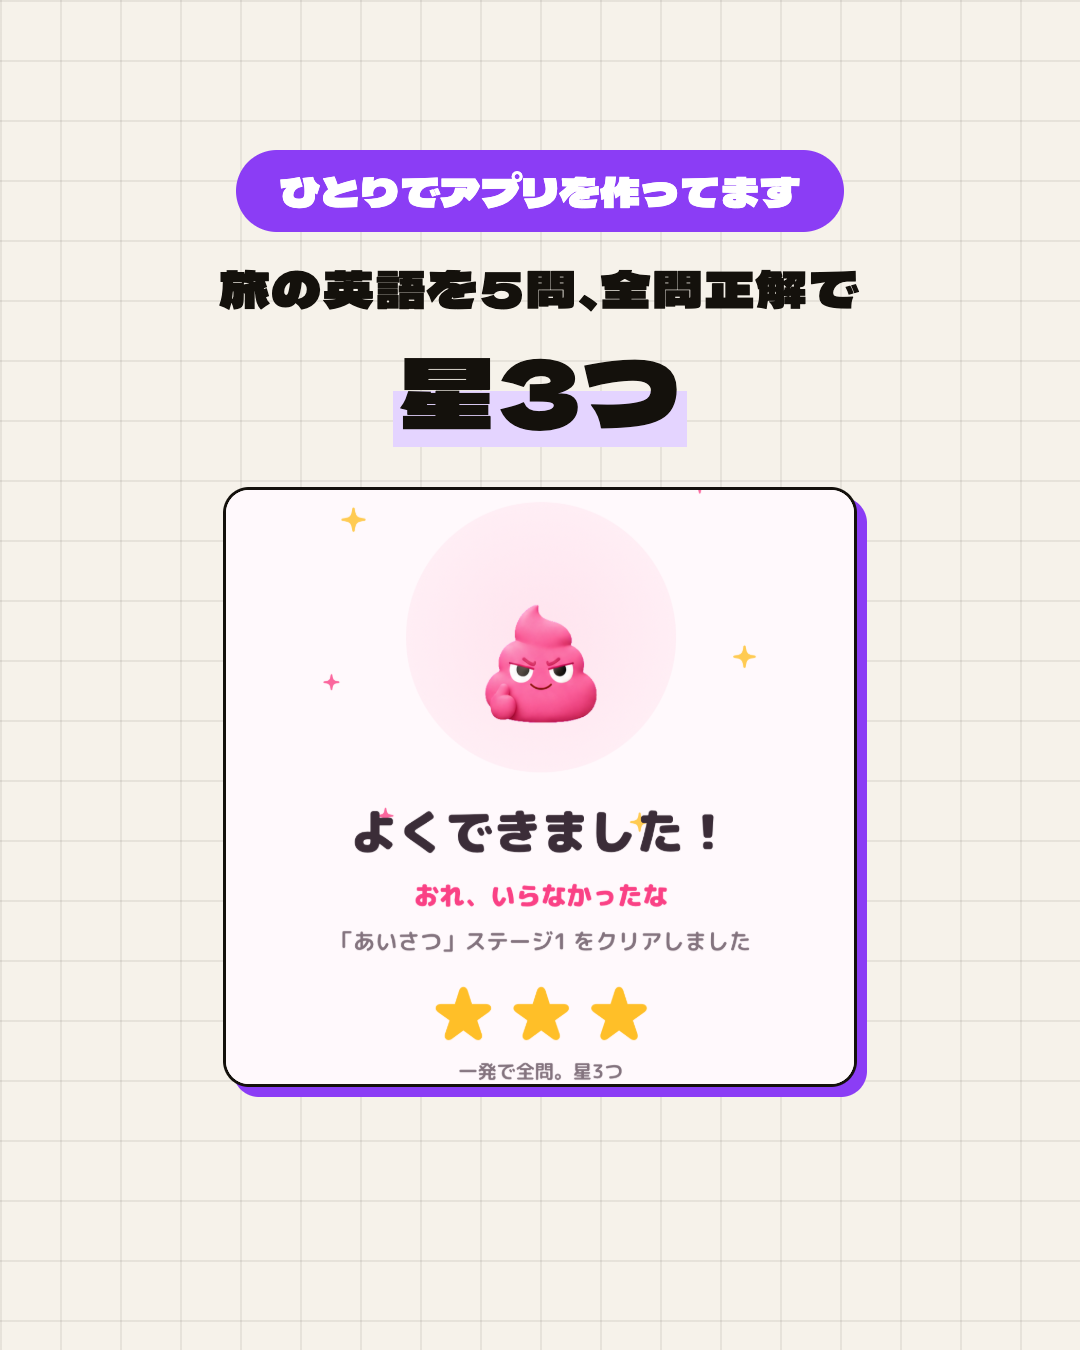 ひとりでアプリを作ってます
旅の英語を5問、全問正解で
星3つ
よくできました！
おれ、いらなかったな
「あいさつ」ステージ1 をクリアしました
一発で全問。星3つ